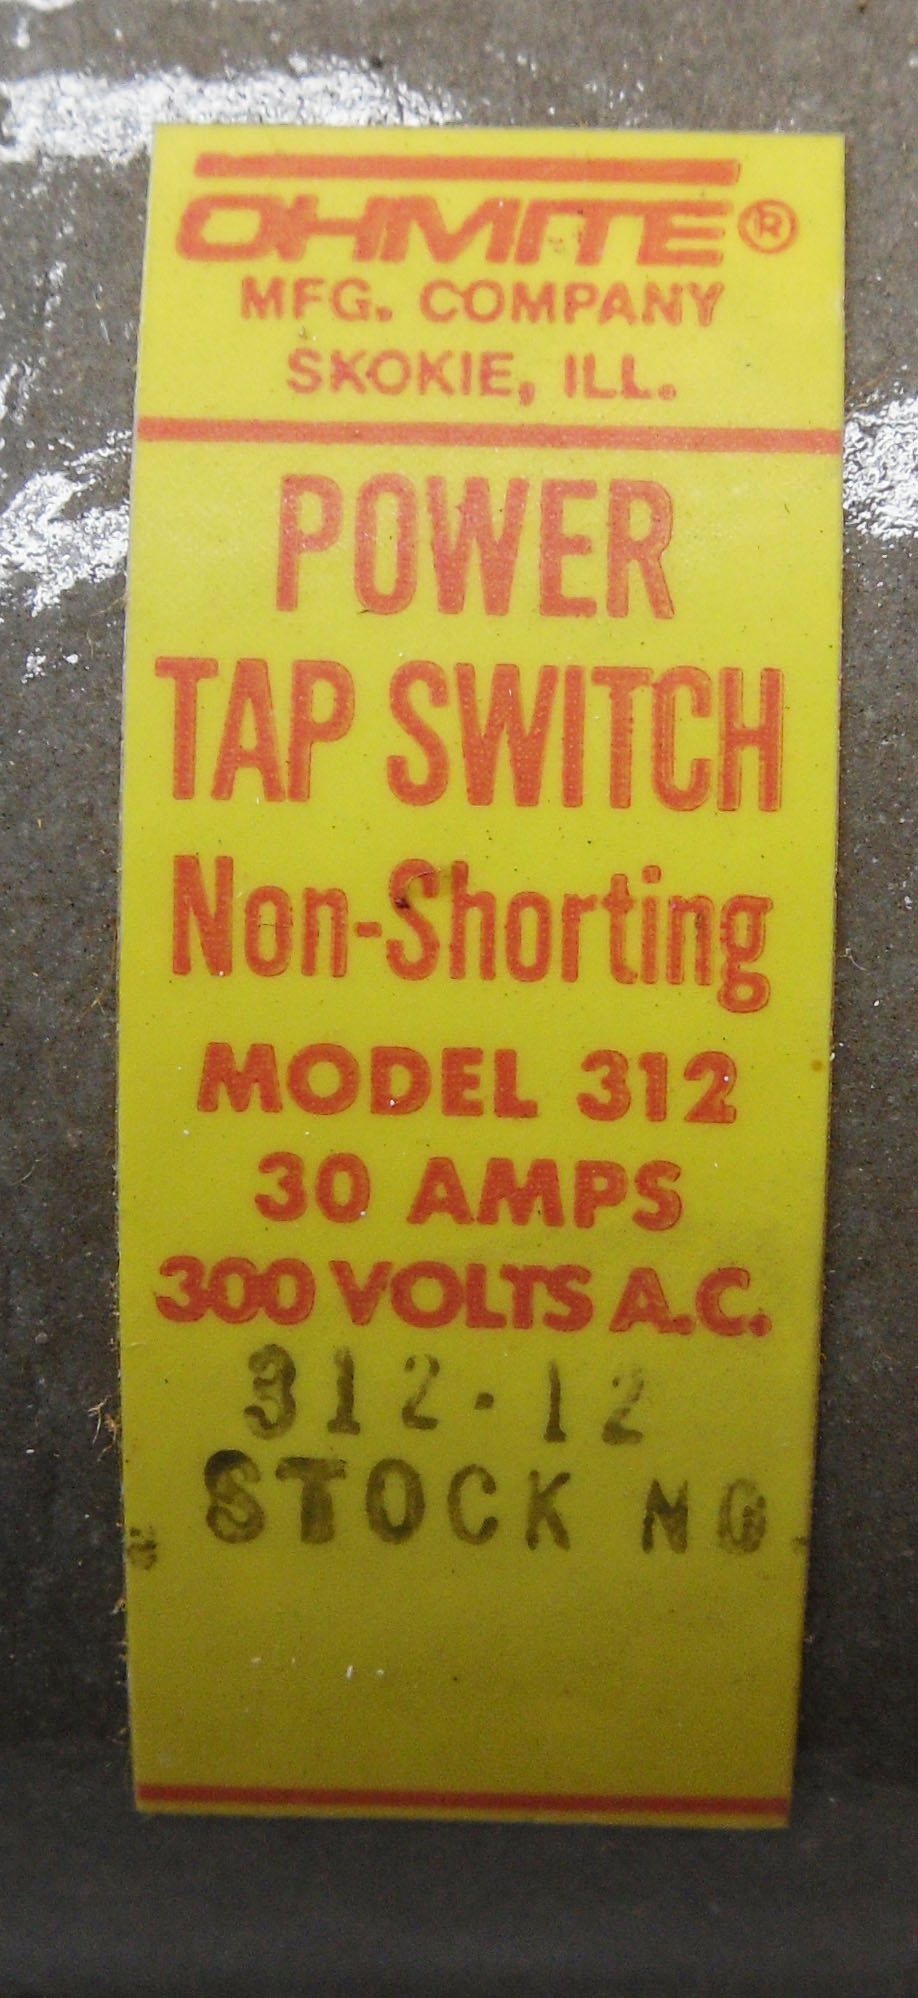 OHMITE®
MFG. COMPANY
SKOKIE, ILL.
POWER
TAP SWITCH
Non-Shorting
MODEL 312
30 AMPS
300 VOLTS A.C.
312-12
STOCK NO.